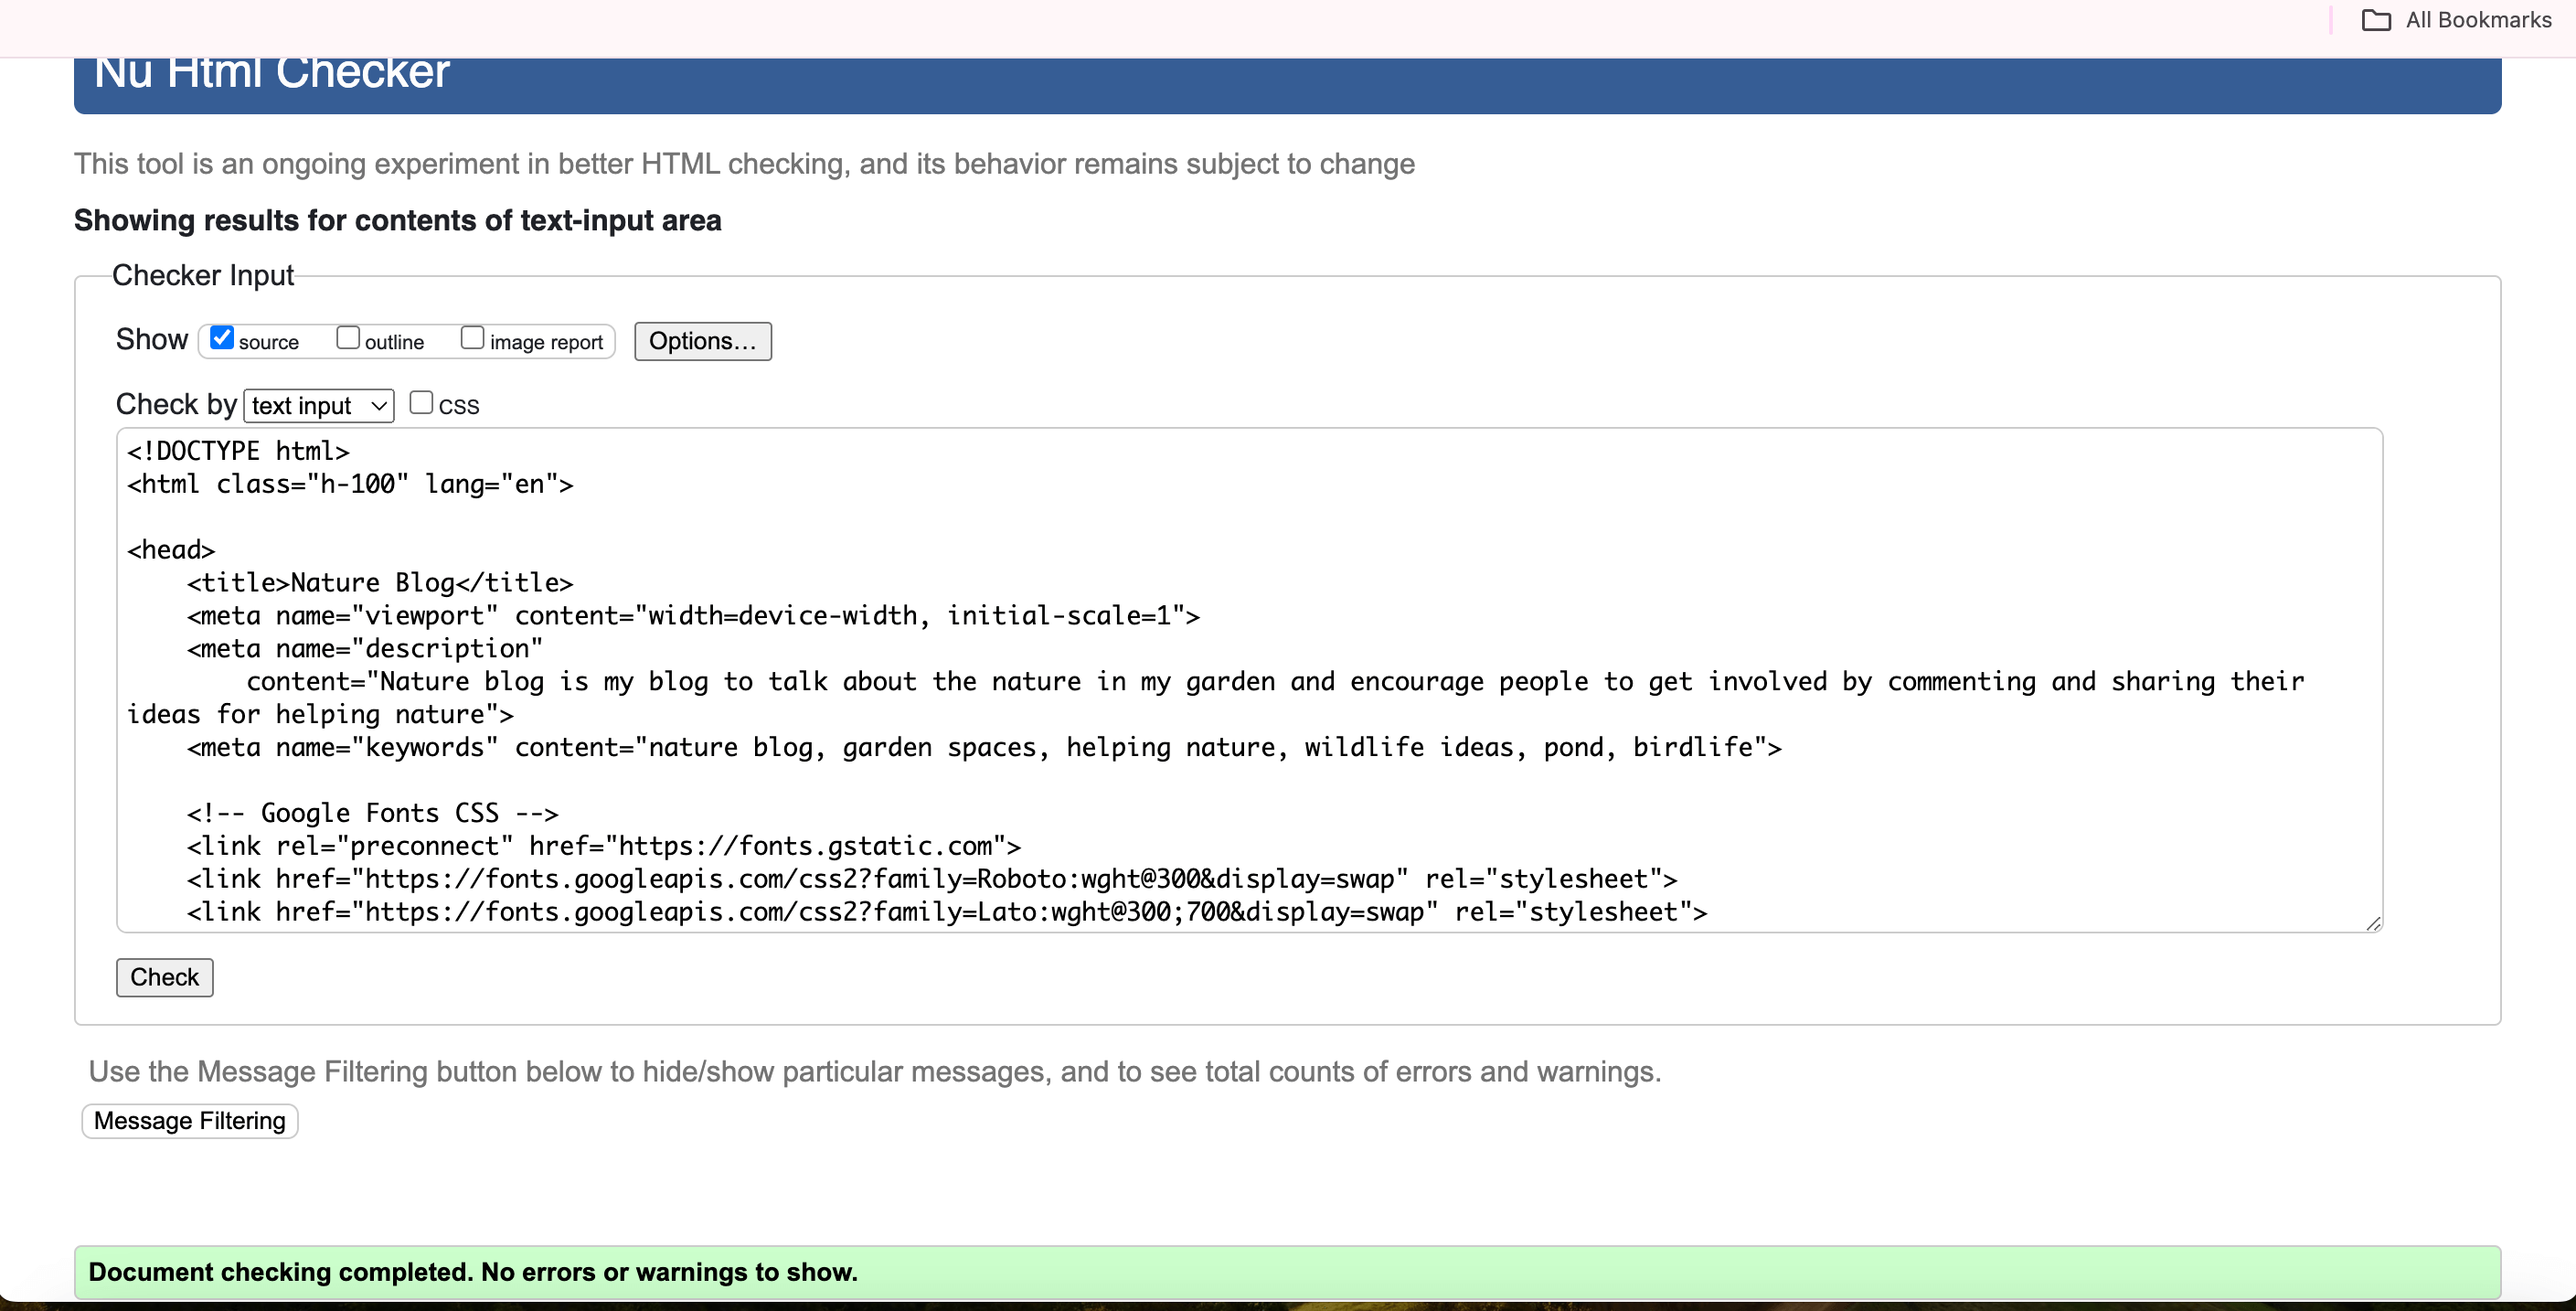 All Bookmarks
Nu Html Checker
This tool is an ongoing experiment in better HTML checking, and its behavior remains subject to change
Showing results for contents of text-input area
Checker Input
Show source outline image report Options...
Check by text input CSS
<!DOCTYPE html>
<html class="h-100" lang="en">
<head>
    <title>Nature Blog</title>
    <meta name="viewport" content="width=device-width, initial-scale=1">
    <meta name="description"
        content="Nature blog is my blog to talk about the nature in my garden and encourage people to get involved by commenting and sharing their
ideas for helping nature">
    <meta name="keywords" content="nature blog, garden spaces, helping nature, wildlife ideas, pond, birdlife">
    <!-- Google Fonts CSS -->
    <link rel="preconnect" href="https://fonts.gstatic.com">
    <link href="https://fonts.googleapis.com/css2?family=Roboto:wght@300&display=swap" rel="stylesheet">
    <link href="https://fonts.googleapis.com/css2?family=Lato:wght@300;700&display=swap" rel="stylesheet">
Check
Use the Message Filtering button below to hide/show particular messages, and to see total counts of errors and warnings.
Message Filtering
Document checking completed. No errors or warnings to show.